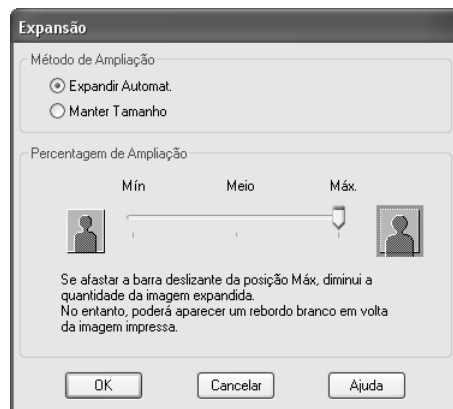 Expansão
Método de Ampliação
Expandir Automat.
Manter Tamanho
Percentagem de Ampliação
Mín Meio Máx.
Se afastar a barra deslizante da posição Máx, diminui a
quantidade da imagem expandida.
No entanto, poderá aparecer um rebordo branco em volta
da imagem impressa.
OK Cancelar Ajuda